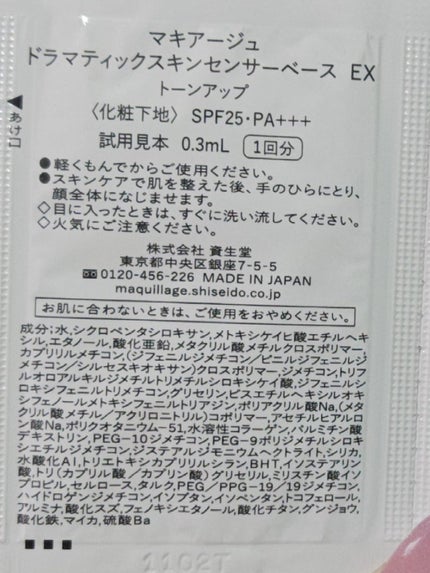 マキアージュ
ドラマティックスキンセンサーベース EX
トーンアップ
〈化粧下地〉 SPF25・PA+++
試用見本 0.3mL 1回分
◀あけ口
●軽くもんでからご使用ください。
●スキンケアで肌を整えた後、手のひらにとり、
顔全体になじませます。
◇目に入ったときは、すぐに洗い流してください。
◇火気にご注意ください。
株式会社 資生堂
東京都中央区銀座7-5-5
0120-456-226 MADE IN JAPAN
maquillage.shiseido.co.jp
お肌に合わないときは、ご使用をおやめください。
成分;水,シクロペンタシロキサン,メトキシケイヒ酸エチルヘキ
シル,エタノール,酸化亜鉛,メタクリル酸メチルクロスポリマー,
カプリリルメチコン,(ジフェニルジメチコン/ビニルジフェニルジ
メチコン/シルセスキオキサン)クロスポリマー,ジメチコン,トリフ
ルオロアルキルジメチルトリメチルシロキシケイ酸,ジフェニルシ
ロキシフェニルトリメチコン,グリセリン,ビスエチルヘキシルオキ
シフェノールメトキシフェニルトリアジン,ポリアクリル酸Na,(メタ
クリル酸メチル/アクリロニトリル)コポリマー,アセチルヒアルロ
ン酸Na,ポリクオタニウム-51,水溶性コラーゲン,パルミチン酸
デキストリン,PEG-10ジメチコン,PEG-9ポリジメチルシロキ
シエチルジメチコン,ジステアルジモニウムヘクトライト,シリカ,
水酸化Al,トリエトキシカプリリルシラン,BHT,イソステアリン
酸,トリ(カプリル酸/カプリン酸)グリセリル,ミリスチン酸イソ
プロピル,セルロース,タルク,PEG/PPG-19/19ジメチコン,
ハイドロゲンジメチコン,イソブタン,イソペンタン,トコフェロール,
アルミナ,酸化スズ,フェノキシエタノール,酸化チタン,グンジョウ,
酸化鉄,マイカ,硫酸Ba
1102T